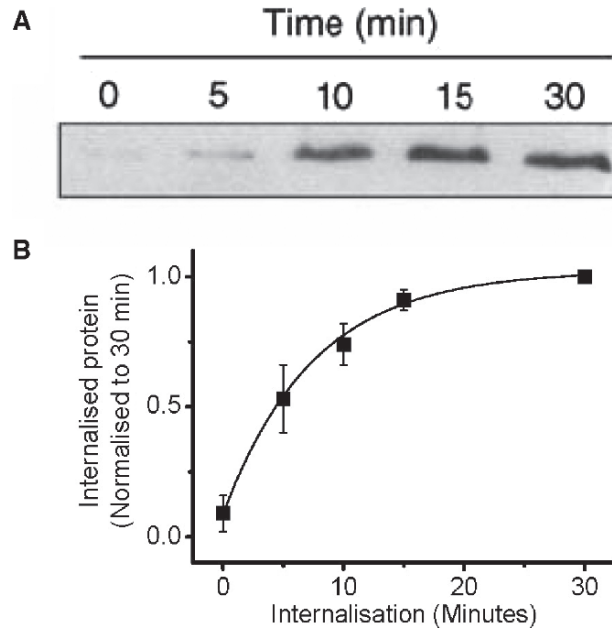 A
Time (min)
0 5 10 15 30
B
Internalised protein
(Normalised to 30 min)
1.0
0.5
0.0
0 10 20 30
Internalisation (Minutes)